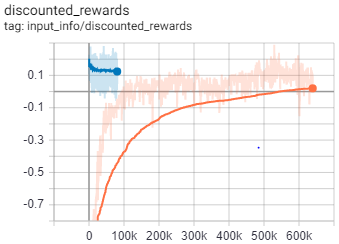 discounted_rewards
tag: input_info/discounted_rewards
0.1
-0.1
-0.3
-0.5
-0.7
0 100k 200k 300k 400k 500k 600k